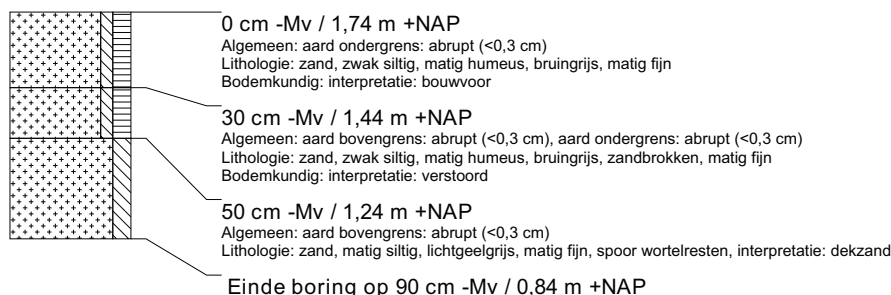 0 cm -Mv / 1,74 m +NAP
Algemeen: aard ondergrens: abrupt (<0,3 cm)
Lithologie: zand, zwak siltig, matig humeus, bruingrijs, matig fijn
Bodemkundig: interpretatie: bouwvoor
30 cm -Mv / 1,44 m +NAP
Algemeen: aard bovengrens: abrupt (<0,3 cm), aard ondergrens: abrupt (<0,3 cm)
Lithologie: zand, zwak siltig, matig humeus, bruingrijs, zandbrokken, matig fijn
Bodemkundig: interpretatie: verstoord
50 cm -Mv / 1,24 m +NAP
Algemeen: aard bovengrens: abrupt (<0,3 cm)
Lithologie: zand, matig siltig, lichtgeelgrijs, matig fijn, spoor wortelresten, interpretatie: dekzand
Einde boring op 90 cm -Mv / 0,84 m +NAP